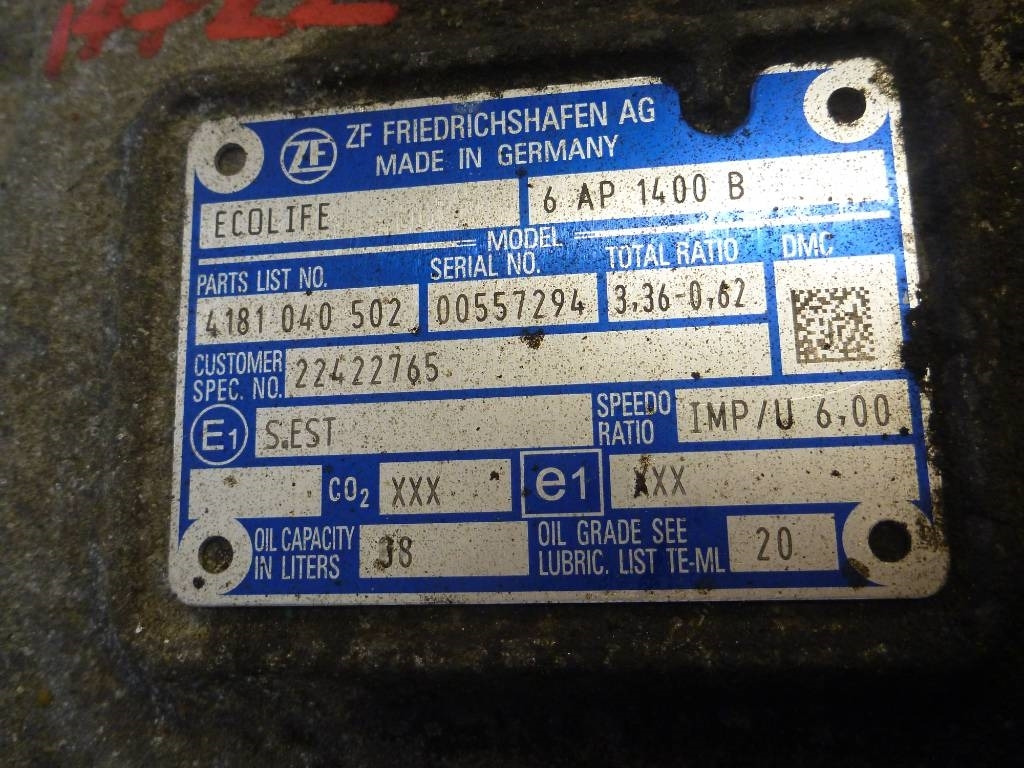 ZF ZF FRIEDRICHSHAFEN AG
MADE IN GERMANY
ECOLIFE 6 AP 1400 B
MODEL
PARTS LIST NO. SERIAL NO. TOTAL RATIO DMC
4181 040 502 00557294 3,36-0,62
CUSTOMER SPEC. NO. 22422765
E1 S.EST SPEEDO RATIO IMP/U 6,00
CO2 XXX e1 XXX
OIL CAPACITY IN LITERS 38 OIL GRADE SEE LUBRIC. LIST TE-ML 20